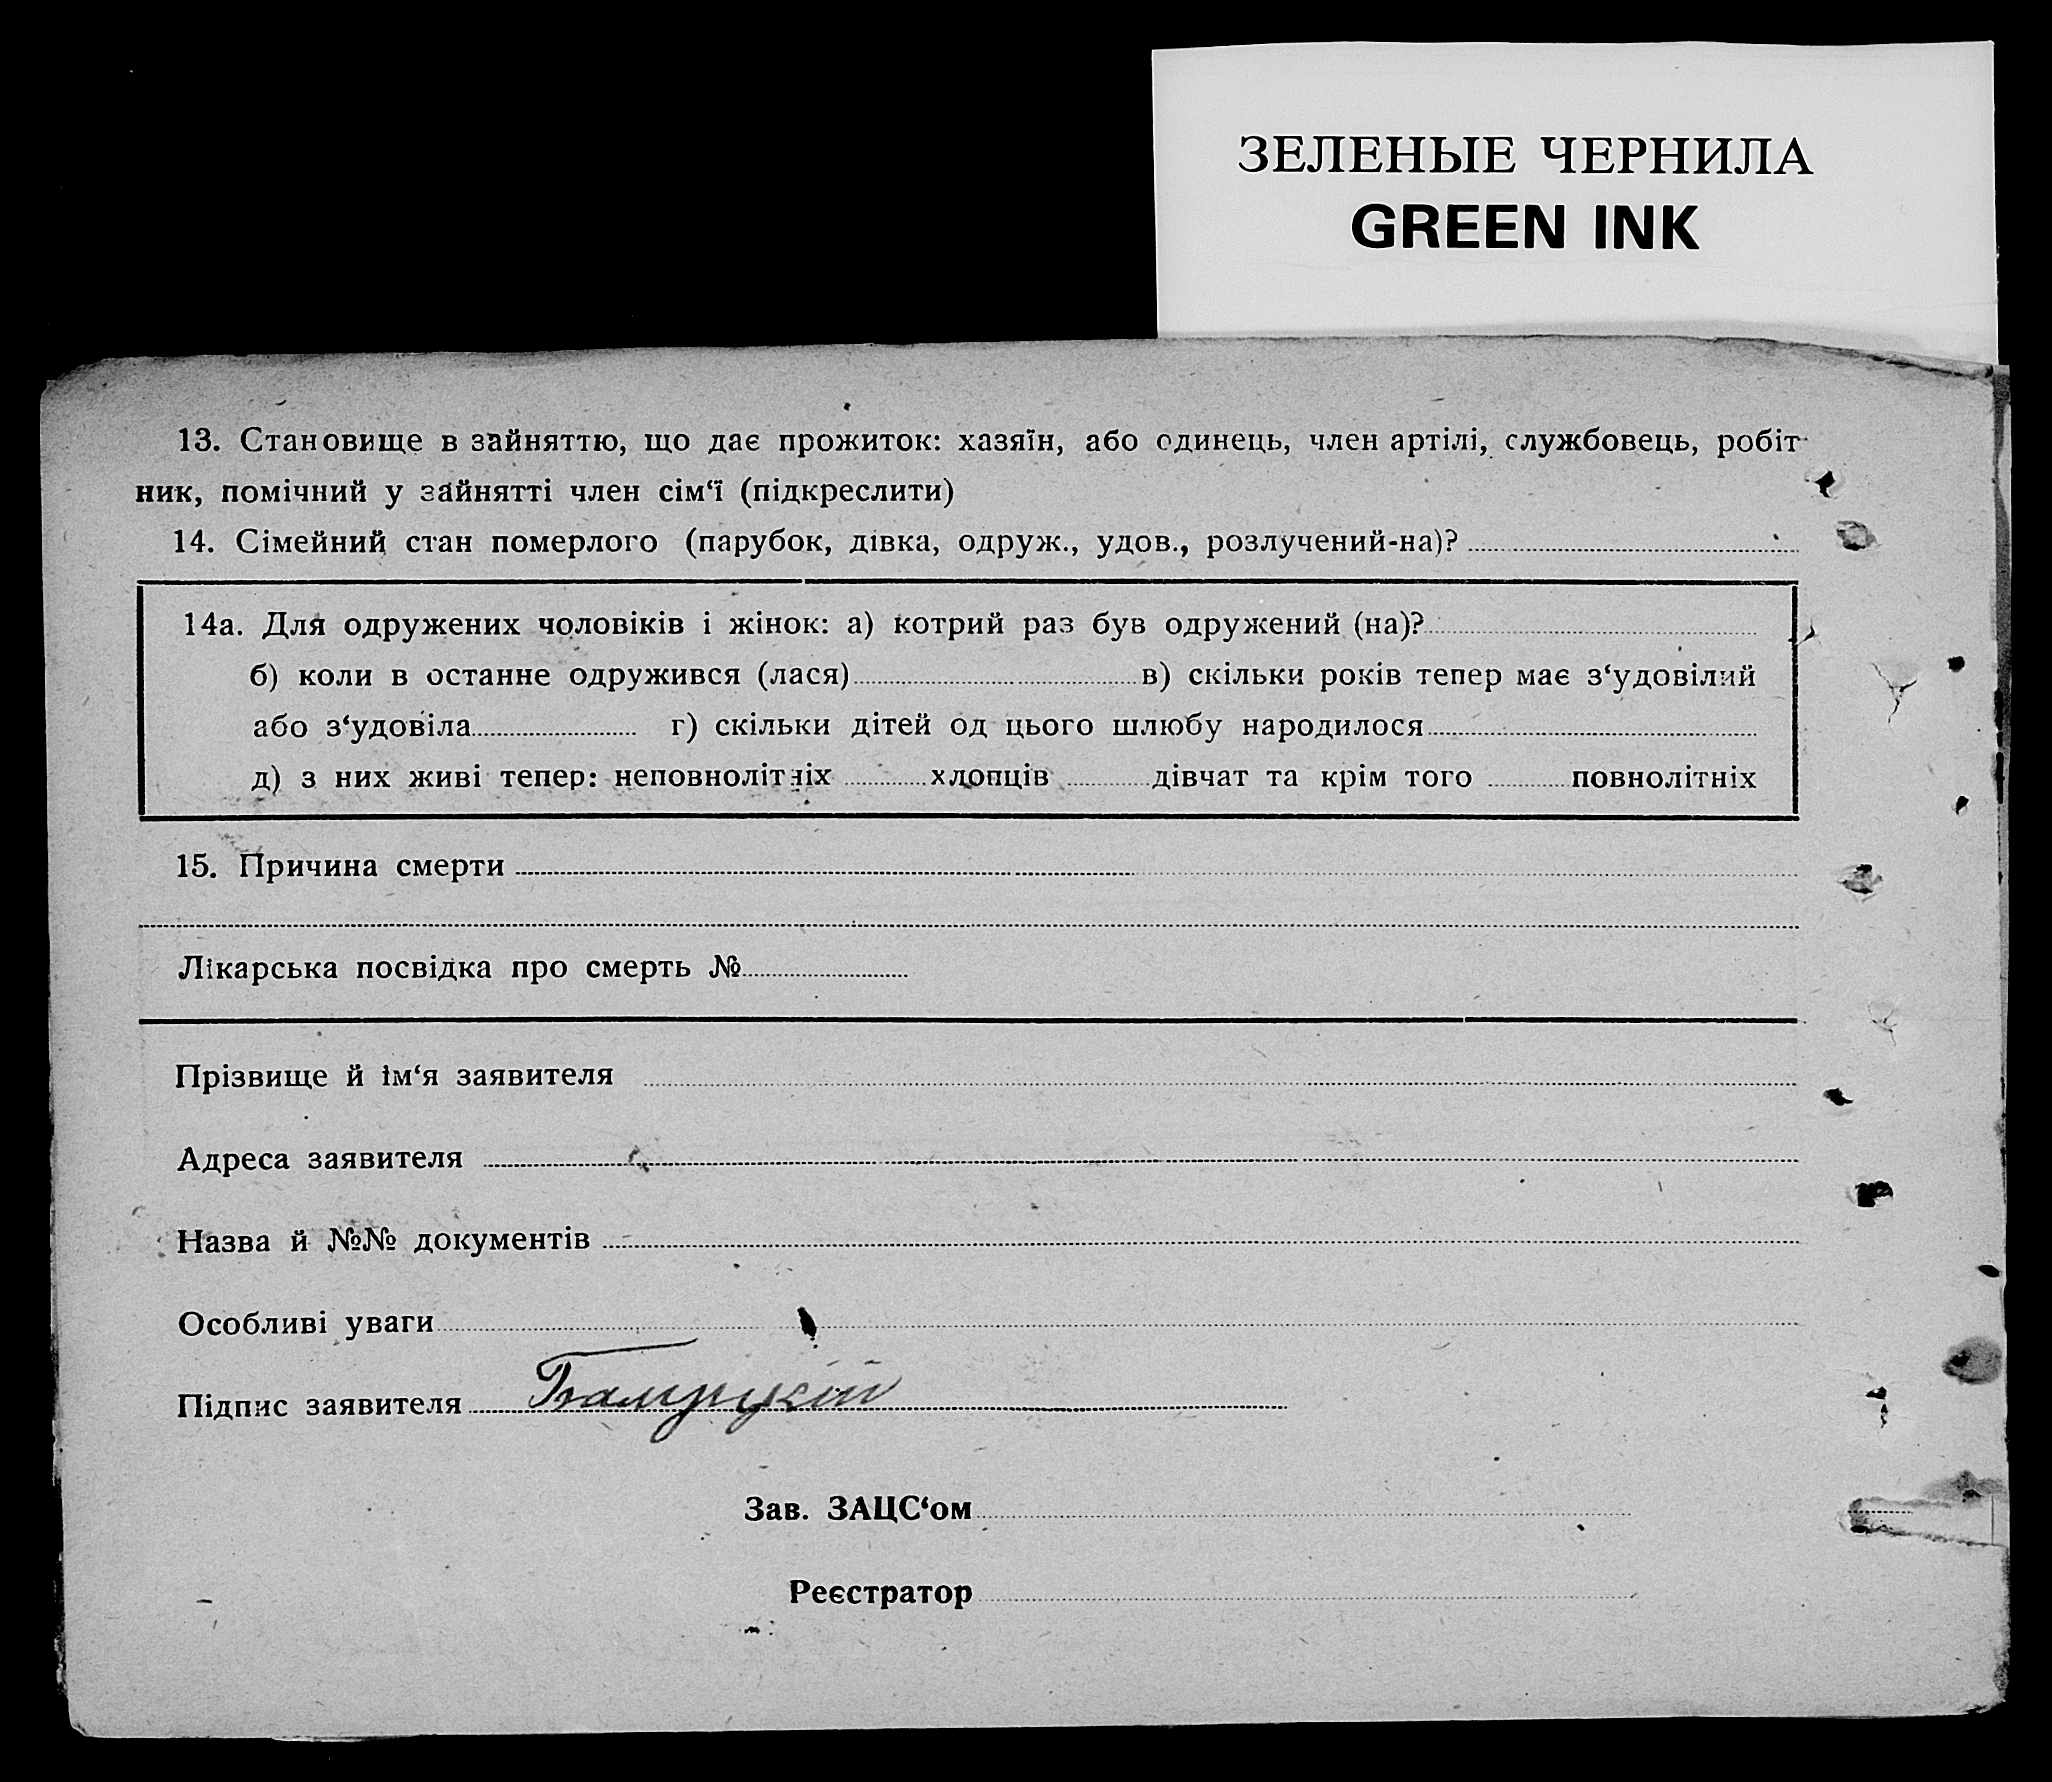 ЗЕЛЕНЫЕ ЧЕРНИЛА
GREEN INK
13. Становище в зайняттю, що дає прожиток: хазяїн, або одинець, член артілі, службовець, робіт-
ник, помічний у зайнятті член сім‘ї (підкреслити)
14. Сімейний стан померлого (парубок, дівка, одруж., удов., розлучений-на)?
14а. Для одружених чоловіків і жінок: а) котрий раз був одружений (на)?
б) коли в останне одружився (лася) в) скільки років тепер має з‘удовілий
або з‘удовіла г) скільки дітей од цього шлюбу народилося
д) з них живі тепер: неповнолітніх хлопців дівчат та крім того повнолітніх
15. Причина смерти
Лікарська посвідка про смерть №
Прізвище й ім‘я заявителя
Адреса заявителя
Назва й №№ документів
Особливі уваги
Підпис заявителя
Зав. ЗАЦС‘ом
Реєстратор